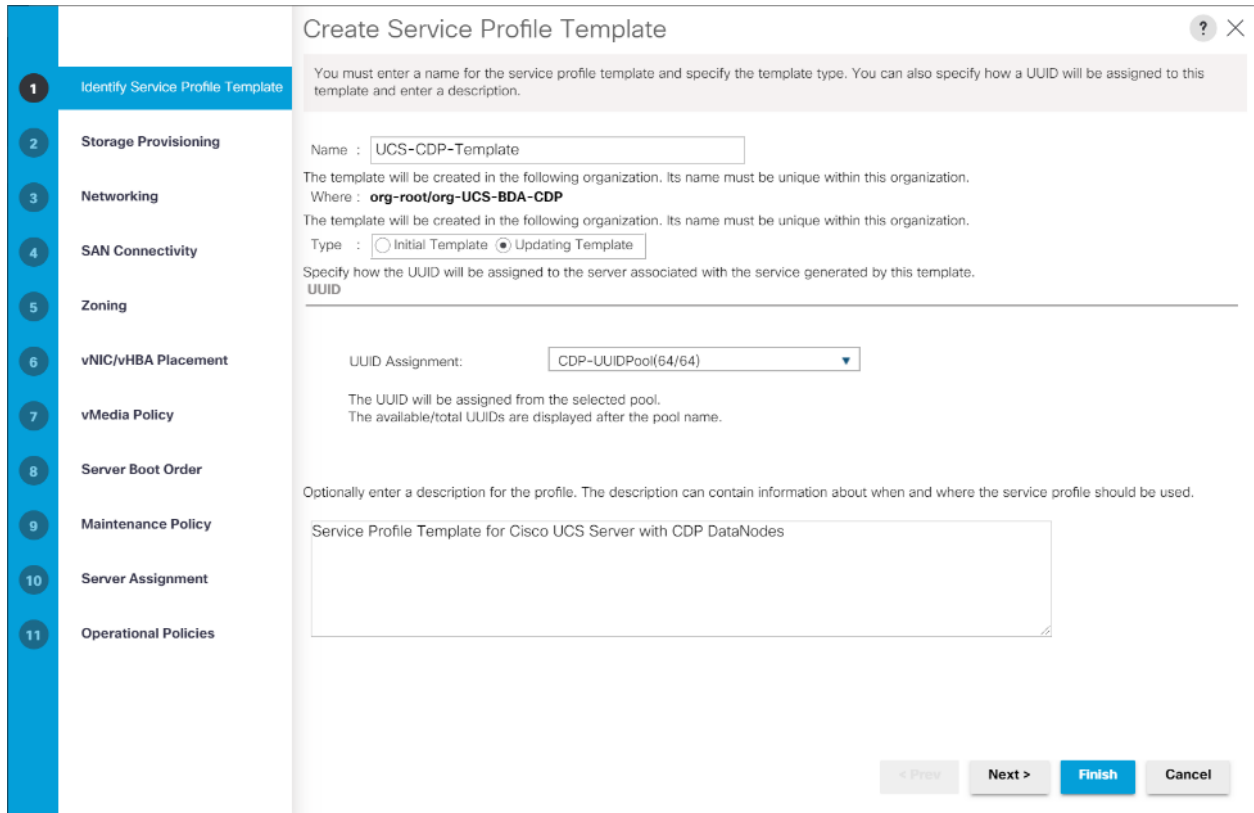 Create Service Profile Template
?
You must enter a name for the service profile template and specify the template type. You can also specify how a UUID will be assigned to this
template and enter a description.
1 Identify Service Profile Template
2 Storage Provisioning
3 Networking
4 SAN Connectivity
5 Zoning
6 vNIC/vHBA Placement
7 vMedia Policy
8 Server Boot Order
9 Maintenance Policy
10 Server Assignment
11 Operational Policies
Name : UCS-CDP-Template
The template will be created in the following organization. Its name must be unique within this organization.
Where : org-root/org-UCS-BDA-CDP
The template will be created in the following organization. Its name must be unique within this organization.
Type : Initial Template Updating Template
Specify how the UUID will be assigned to the server associated with the service generated by this template.
UUID
UUID Assignment: CDP-UUIDPool(64/64)
The UUID will be assigned from the selected pool.
The available/total UUIDs are displayed after the pool name.
Optionally enter a description for the profile. The description can contain information about when and where the service profile should be used.
Service Profile Template for Cisco UCS Server with CDP DataNodes
< Prev Next > Finish Cancel